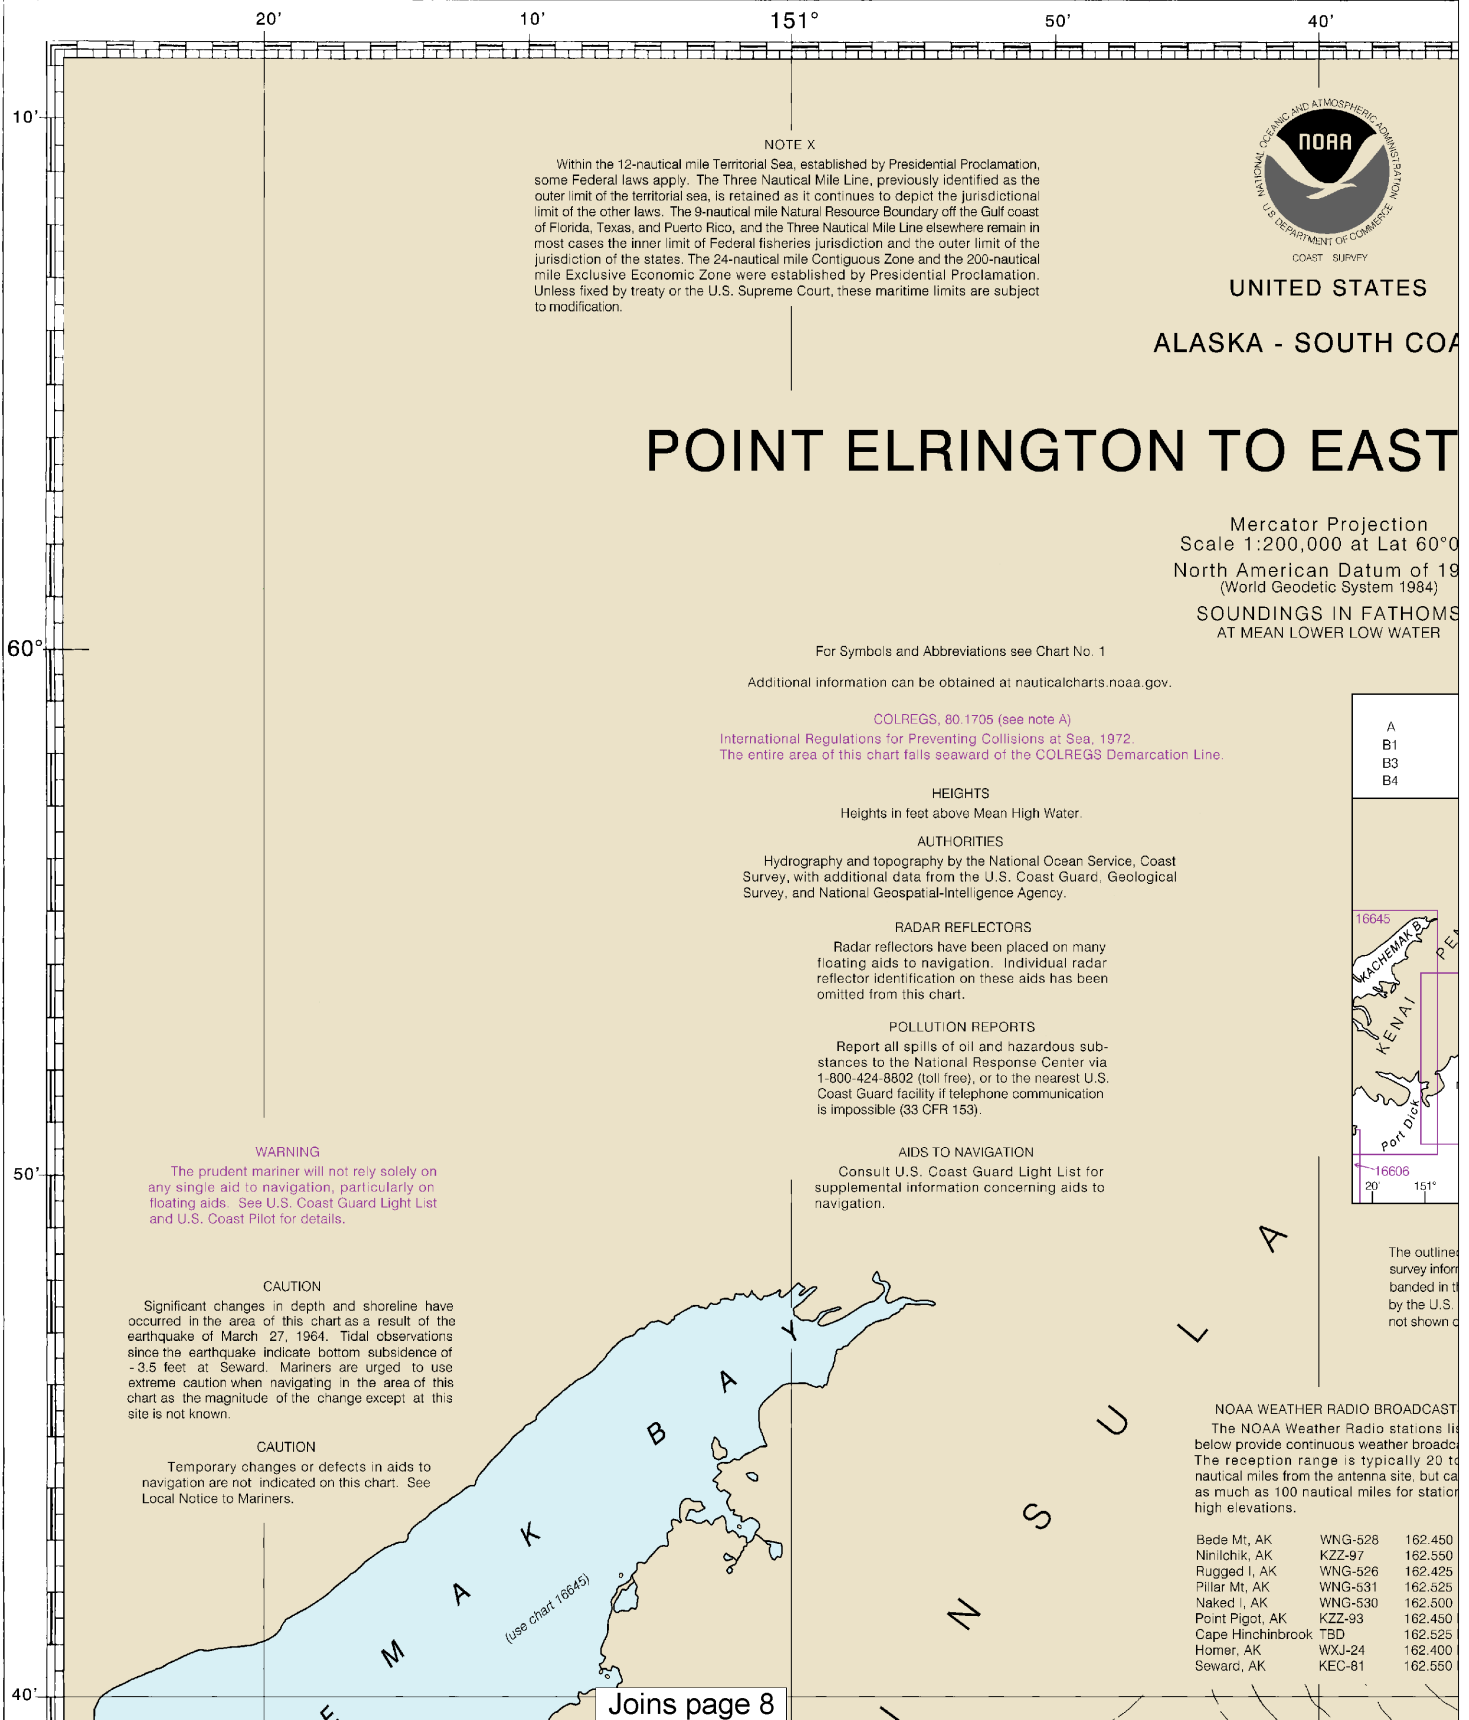 20'
10'
151°
50'
40'
10'
60°
50'
40'
NOTE X
Within the 12-nautical mile Territorial Sea, established by Presidential Proclamation,
some Federal laws apply. The Three Nautical Mile Line, previously identified as the
outer limit of the territorial sea, is retained as it continues to depict the jurisdictional
limit of the other laws. The 9-nautical mile Natural Resource Boundary off the Gulf coast
of Florida, Texas, and Puerto Rico, and the Three Nautical Mile Line elsewhere remain in
most cases the inner limit of Federal fisheries jurisdiction and the outer limit of the
jurisdiction of the states. The 24-nautical mile Contiguous Zone and the 200-nautical
mile Exclusive Economic Zone were established by Presidential Proclamation.
Unless fixed by treaty or the U.S. Supreme Court, these maritime limits are subject
to modification.
NATIONAL OCEANIC AND ATMOSPHERIC ADMINISTRATION
NOAA
U.S. DEPARTMENT OF COMMERCE
COAST SURVEY
UNITED STATES
ALASKA - SOUTH COA
POINT ELRINGTON TO EAST
Mercator Projection
Scale 1:200,000 at Lat 60°0
North American Datum of 19
(World Geodetic System 1984)
SOUNDINGS IN FATHOMS
AT MEAN LOWER LOW WATER
For Symbols and Abbreviations see Chart No. 1
Additional information can be obtained at nauticalcharts.noaa.gov.
COLREGS, 80.1705 (see note A)
International Regulations for Preventing Collisions at Sea, 1972.
The entire area of this chart falls seaward of the COLREGS Demarcation Line.
HEIGHTS
Heights in feet above Mean High Water.
AUTHORITIES
Hydrography and topography by the National Ocean Service, Coast
Survey, with additional data from the U.S. Coast Guard, Geological
Survey, and National Geospatial-Intelligence Agency.
RADAR REFLECTORS
Radar reflectors have been placed on many
floating aids to navigation. Individual radar
reflector identification on these aids has been
omitted from this chart.
POLLUTION REPORTS
Report all spills of oil and hazardous sub-
stances to the National Response Center via
1-800-424-8802 (toll free), or to the nearest U.S.
Coast Guard facility if telephone communication
is impossible (33 CFR 153).
AIDS TO NAVIGATION
Consult U.S. Coast Guard Light List for
supplemental information concerning aids to
navigation.
A
B1
B3
B4
16645
KACHEMAK B
PEN
KENAI
Port Dick
16606
20'
151°
WARNING
The prudent mariner will not rely solely on
any single aid to navigation, particularly on
floating aids. See U.S. Coast Guard Light List
and U.S. Coast Pilot for details.
CAUTION
Significant changes in depth and shoreline have
occurred in the area of this chart as a result of the
earthquake of March 27, 1964. Tidal observations
since the earthquake indicate bottom subsidence of
-3.5 feet at Seward. Mariners are urged to use
extreme caution when navigating in the area of this
chart as the magnitude of the change except at this
site is not known.
CAUTION
Temporary changes or defects in aids to
navigation are not indicated on this chart. See
Local Notice to Mariners.
The outlined
survey inform
banded in th
by the U.S.
not shown o
NOAA WEATHER RADIO BROADCAST
The NOAA Weather Radio stations lis
below provide continuous weather broadca
The reception range is typically 20 to
nautical miles from the antenna site, but ca
as much as 100 nautical miles for station
high elevations.
Bede Mt, AK WNG-528 162.450
Ninilchik, AK KZZ-97 162.550
Rugged I, AK WNG-526 162.425
Pillar Mt, AK WNG-531 162.525
Naked I, AK WNG-530 162.500
Point Pigot, AK KZZ-93 162.450
Cape Hinchinbrook TBD 162.525
Homer, AK WXJ-24 162.400
Seward, AK KEC-81 162.550
E M A K B A Y
(use chart 16645)
I N S U L A
Joins page 8